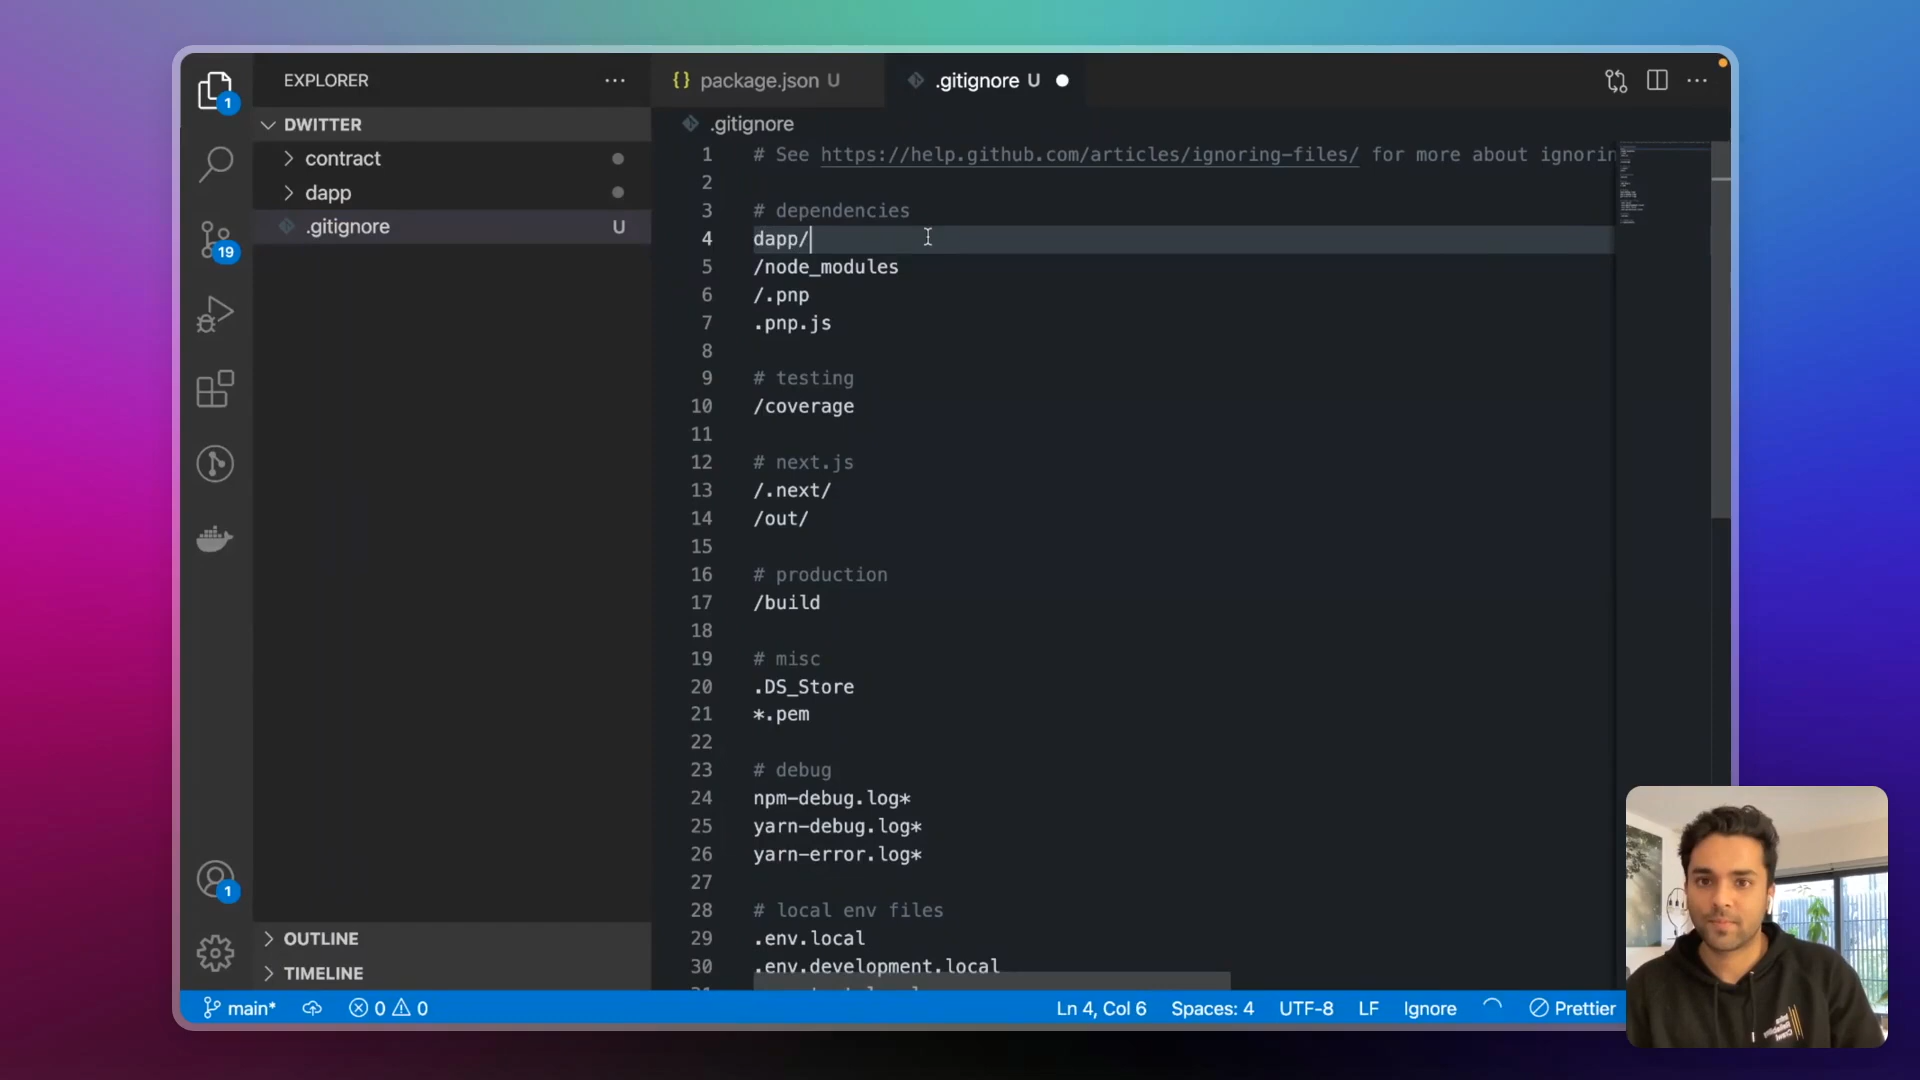 EXPLORER
DWITTER
contract
dapp
.gitignore U
OUTLINE
TIMELINE
1
19
1
{} package.json U
.gitignore U
.gitignore
1 # See https://help.github.com/articles/ignoring-files/ for more about ignorin
2
3 # dependencies
4 dapp/
5 /node_modules
6 /.pnp
7 .pnp.js
8
9 # testing
10 /coverage
11
12 # next.js
13 /.next/
14 /out/
15
16 # production
17 /build
18
19 # misc
20 .DS_Store
21 *.pem
22
23 # debug
24 npm-debug.log*
25 yarn-debug.log*
26 yarn-error.log*
27
28 # local env files
29 .env.local
30 .env.development.local
main* 0 0 Ln 4, Col 6 Spaces: 4 UTF-8 LF Ignore Prettier